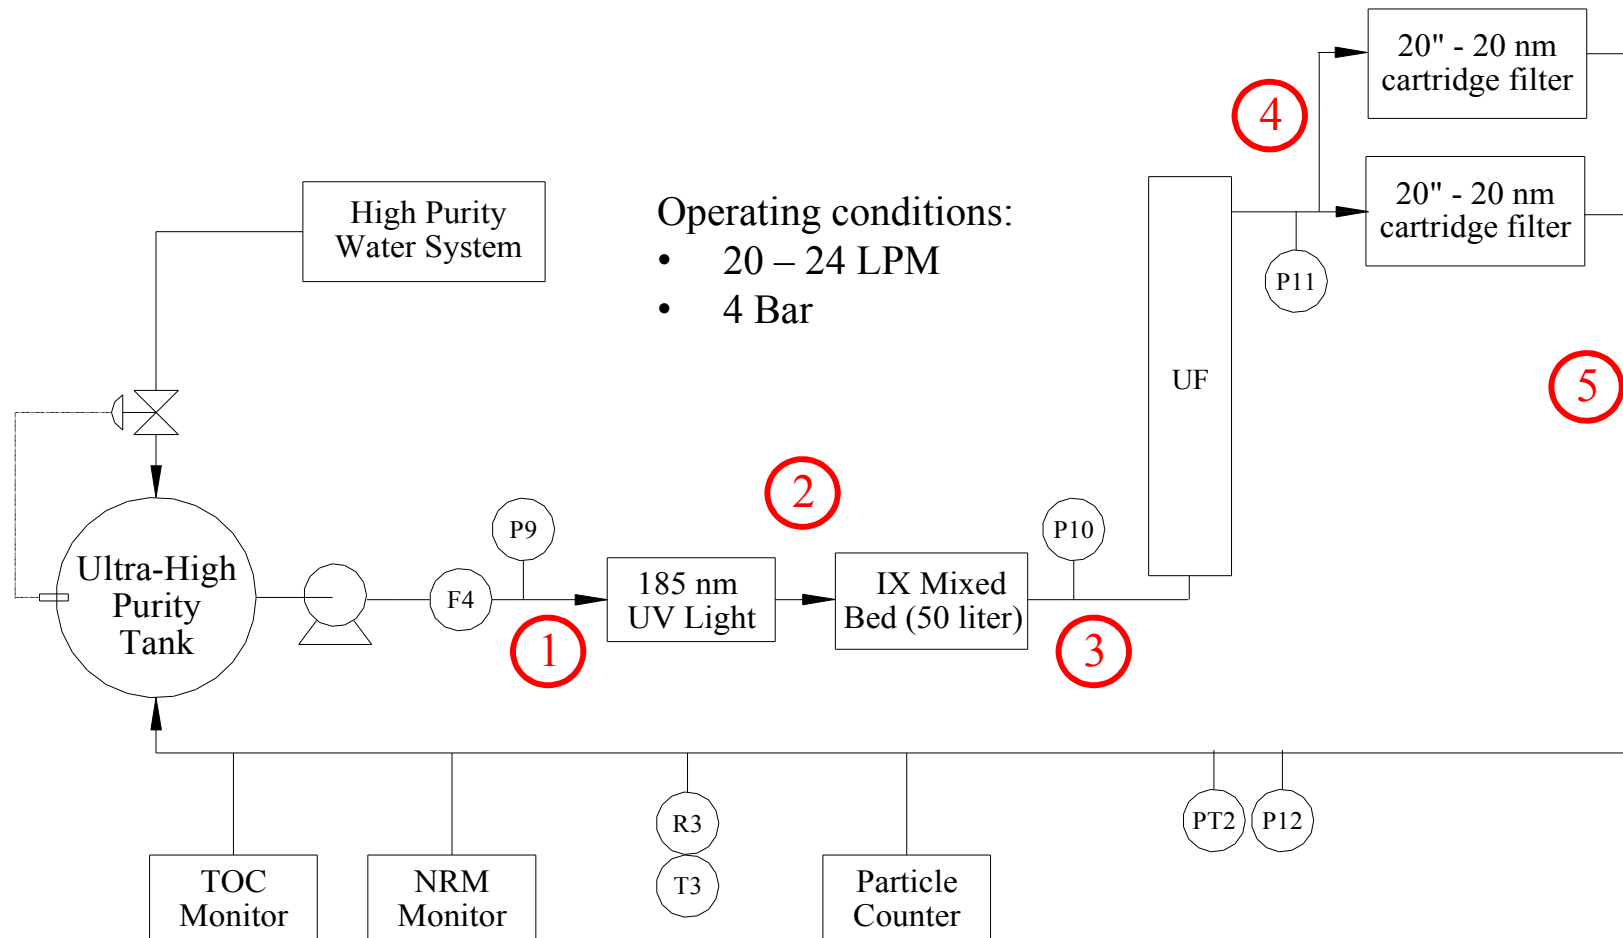 20" - 20 nm
cartridge filter
4
20" - 20 nm
cartridge filter
High Purity
Water System
Operating conditions:
• 20 – 24 LPM
• 4 Bar
P11
UF
5
2
P9
P10
Ultra-High
Purity
Tank
F4
185 nm
UV Light
IX Mixed
Bed (50 liter)
1
3
R3
T3
PT2
P12
TOC
Monitor
NRM
Monitor
Particle
Counter